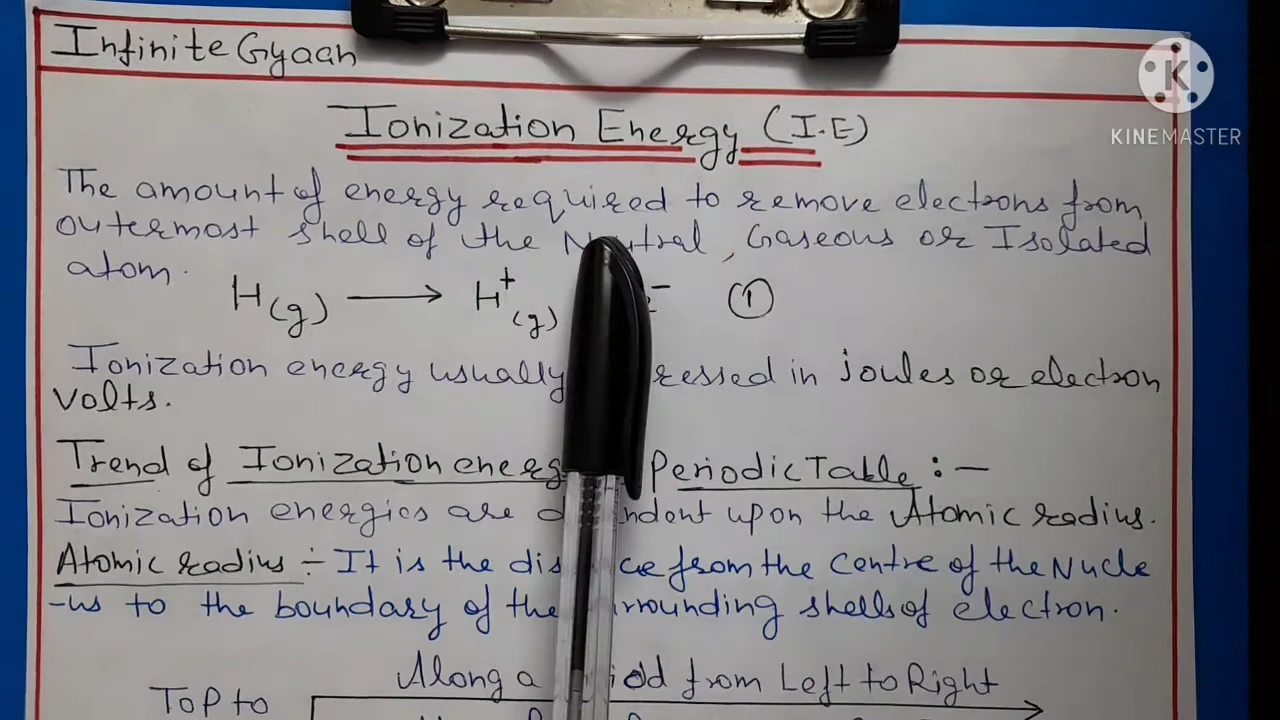 Infinite Gyaan
K
KINEMASTER
Ionization Energy (I.E)
The amount of energy required to remove electrons from
outermost shell of the Neutral, Gaseous or Isolated
atom.
H(g) → H+(g) e- ①
Ionization energy usually ressed in joules or electron
volts.
Trend of Ionization energ Periodic Table :-
Ionization energies are d ndent upon the Atomic radius.
Atomic radius ÷ It is the dis ce from the centre of the Nucle
-us to the boundary of the rrounding shells of electron.
Along a iod from Left to Right
Top to